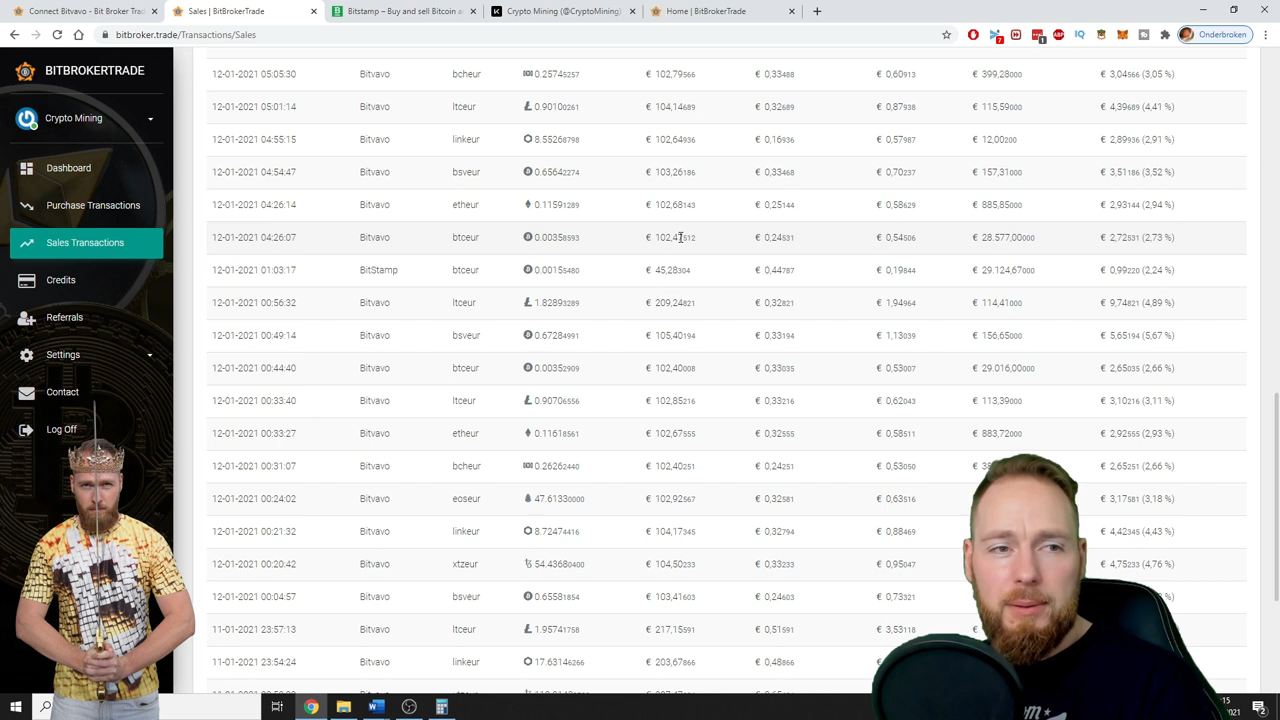 Connect Bitvavo - BitBrokerTrad
Sales | BitBrokerTrade
Bitstamp – Buy and sell Bitcoin a
Crypto Mining (@CryptoMining)
Home | BitBrokerTrade
bitbroker.trade/Transactions/Sales
7
1
ABP
IQ
Onderbroken
BITBROKERTRADE
Crypto Mining
Dashboard
Purchase Transactions
Sales Transactions
Credits
Referrals
Settings
Contact
Log Off
12-01-2021 05:05:30 Bitvavo bcheur 0.25745257 € 102,79566 € 0,33488 € 0,60913 € 399,28000 € 3,04566 (3,05 %)
12-01-2021 05:01:14 Bitvavo ltceur 0.90100261 € 104,14689 € 0,32689 € 0,87938 € 115,59000 € 4,39689 (4,41 %)
12-01-2021 04:55:15 Bitvavo linkeur 8.55268798 € 102,64936 € 0,16936 € 0,57987 € 12,00200 € 2,89936 (2,91 %)
12-01-2021 04:54:47 Bitvavo bsveur 0.65642274 € 103,26186 € 0,33468 € 0,70237 € 157,31000 € 3,51186 (3,52 %)
12-01-2021 04:26:14 Bitvavo etheur 0.11591289 € 102,68143 € 0,25144 € 0,58629 € 885,85000 € 2,93144 (2,94 %)
12-01-2021 04:26:07 Bitvavo btceur 0.00358593 € € 0,24531 € 0,54506 € 28.577,00000 € 2,72531 (2,73 %)
12-01-2021 01:03:17 BitStamp btceur 0.00155480 € 45,28304 € 0,44787 € 0,19844 € 29.124,67000 € 0,99220 (2,24 %)
12-01-2021 00:56:32 Bitvavo ltceur 1.82893289 € 209,24821 € 0,32821 € 1,94964 € 114,41000 € 9,74821 (4,89 %)
12-01-2021 00:49:14 Bitvavo bsveur 0.67284991 € 105,40194 € 0,25194 € 1,13039 € 156,65000 € 5,65194 (5,67 %)
12-01-2021 00:44:40 Bitvavo btceur 0.00352909 € 102,40008 € 0,33035 € 0,53007 € 29.016,00000 € 2,65035 (2,66 %)
12-01-2021 00:33:40 Bitvavo ltceur 0.90706556 € 102,85216 € 0,33216 € 0,62043 € 113,39000 € 3,10216 (3,11 %)
12-01-2021 00:33:27 Bitvavo etheur € 102,67555 € € 883,72000 €
12-01-2021 00:31:07 Bitvavo bcheur 0.26262440 € 102,40251 € 0,24251 €
12-01-2021 00:24:02 Bitvavo eoseur 47.61330000 € 102,92567 € 0,32581 € 0,63516 € 3,17581 (3,18 %)
12-01-2021 00:21:32 Bitvavo linkeur 8.72474416 € 104,17345 € 0,32794 € 0,88469 € 4,42345 (4,43 %)
12-01-2021 00:20:42 Bitvavo xtzeur 54.43680400 € 104,50233 € 0,33233 € 0,95047 € 4,75233 (4,76 %)
12-01-2021 00:04:57 Bitvavo bsveur 0.65581854 € 103,41603 € 0,24603 € 0,73321
11-01-2021 23:57:13 Bitvavo ltceur 1.95741758 € 217,15591 € 0,51591 € 3,53118
11-01-2021 23:54:24 Bitvavo linkeur 17.63146266 € 203,67866 € 0,48866 €